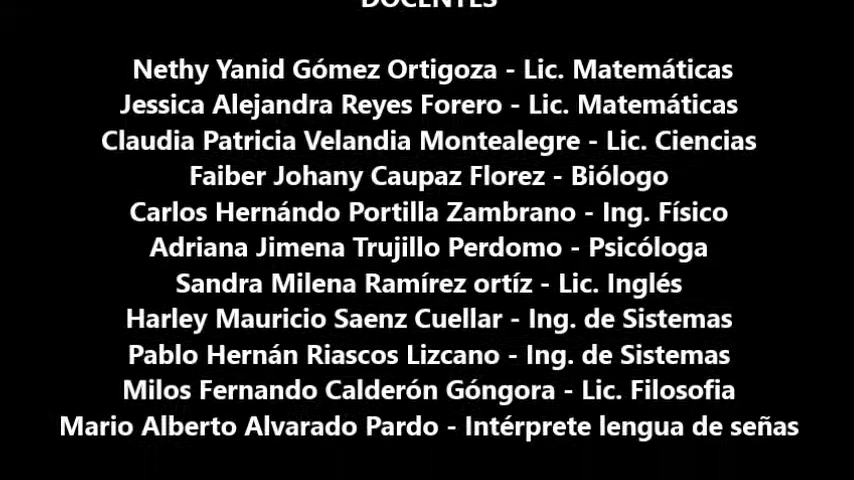 DOCENTES
Nethy Yanid Gómez Ortigoza - Lic. Matemáticas
Jessica Alejandra Reyes Forero - Lic. Matemáticas
Claudia Patricia Velandia Montealegre - Lic. Ciencias
Faiber Johany Caupaz Florez - Biólogo
Carlos Hernándo Portilla Zambrano - Ing. Físico
Adriana Jimena Trujillo Perdomo - Psicóloga
Sandra Milena Ramírez ortíz - Lic. Inglés
Harley Mauricio Saenz Cuellar - Ing. de Sistemas
Pablo Hernán Riascos Lizcano - Ing. de Sistemas
Milos Fernando Calderón Góngora - Lic. Filosofia
Mario Alberto Alvarado Pardo - Intérprete lengua de señas